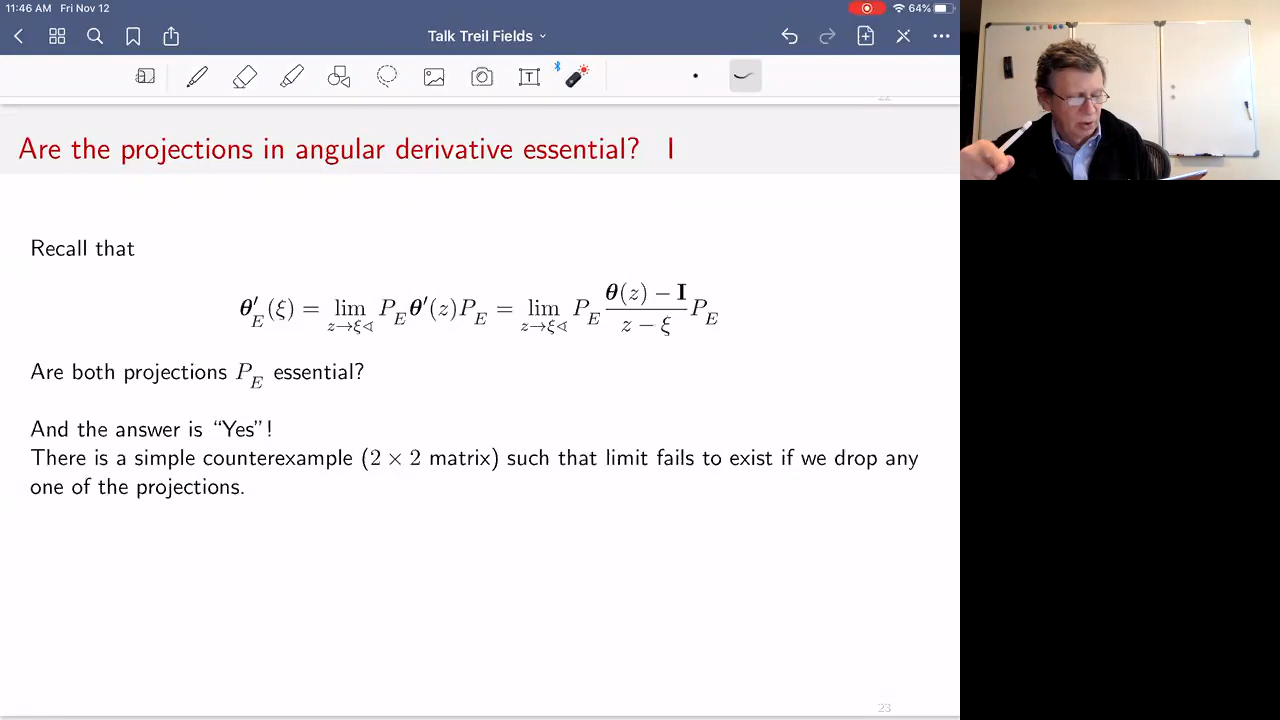 11:46 AM Fri Nov 12
64%
Talk Treil Fields
T
22
Are the projections in angular derivative essential? I
Recall that
𝜽′_E(ξ) = lim_{z→ξ∢} P_E 𝜽′(z) P_E = lim_{z→ξ∢} P_E (𝜽(z) − 𝐈)/(z − ξ) P_E
Are both projections P_E essential?
And the answer is “Yes”!
There is a simple counterexample (2 × 2 matrix) such that limit fails to exist if we drop any
one of the projections.
23